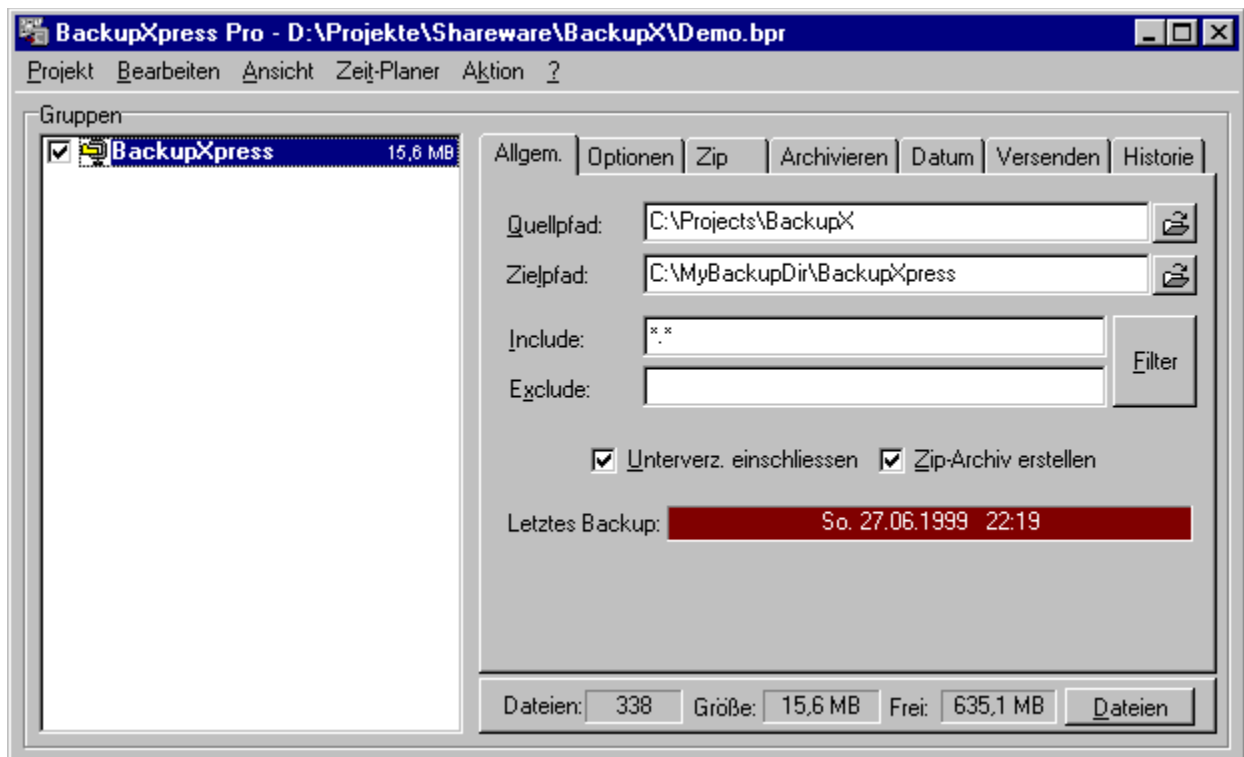 BackupXpress Pro - D:\Projekte\Shareware\BackupX\Demo.bpr
Projekt Bearbeiten Ansicht Zeit-Planer Aktion ?
Gruppen
BackupXpress 15,6 MB
Allgem. Optionen Zip Archivieren Datum Versenden Historie
Quellpfad: C:\Projects\BackupX
Zielpfad: C:\MyBackupDir\BackupXpress
Include: *.*
Filter
Exclude:
Unterverz. einschliessen Zip-Archiv erstellen
Letztes Backup: So. 27.06.1999 22:19
Dateien: 338 Größe: 15,6 MB Frei: 635,1 MB Dateien